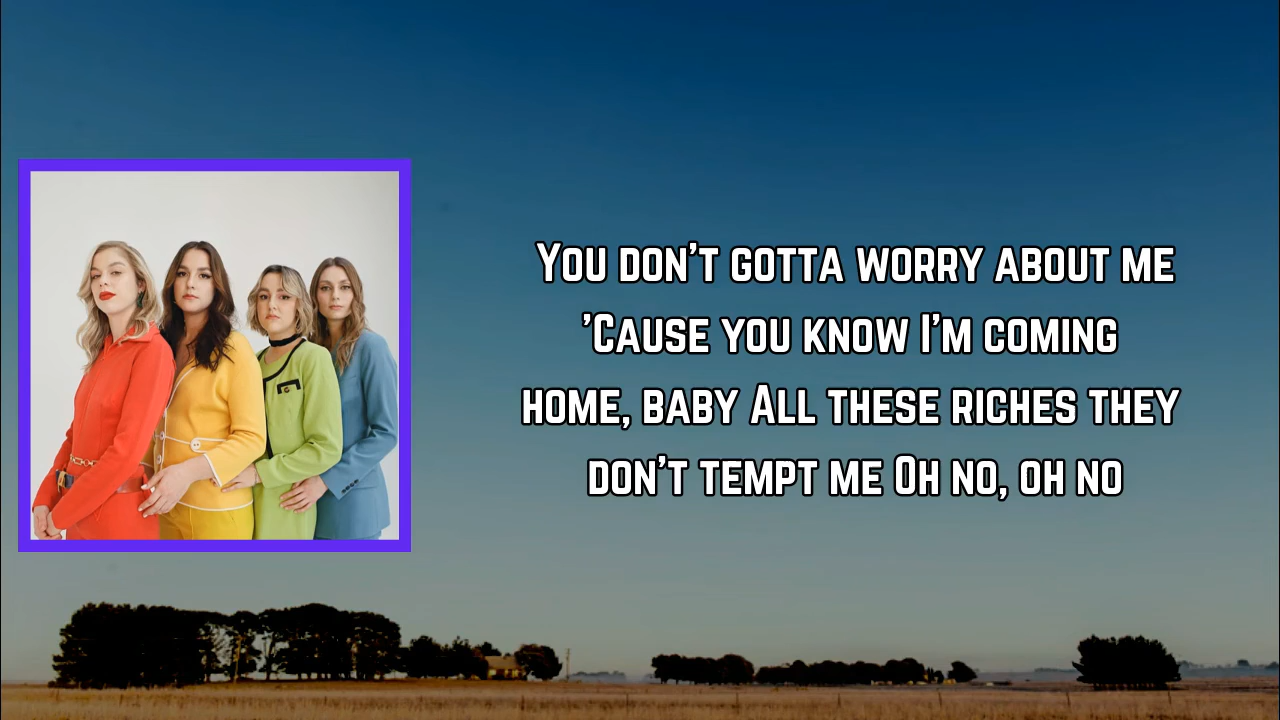 You don't gotta worry about me
'Cause you know I'm coming
home, baby All these riches they
don't tempt me Oh no, oh no